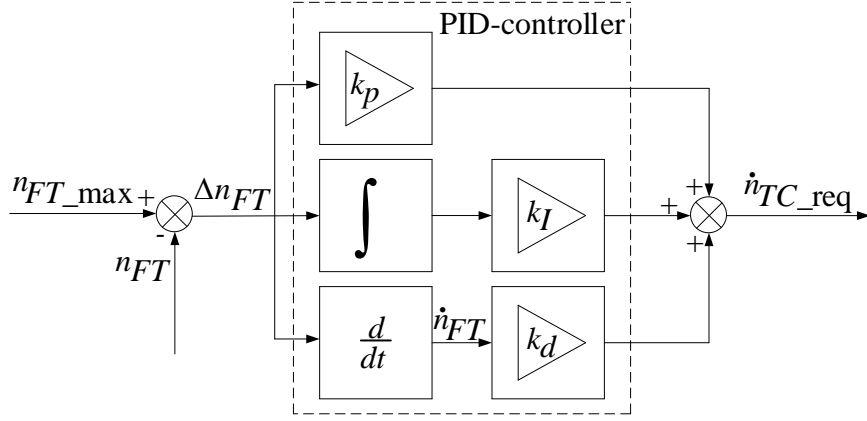 PID-controller
k_p
n_FT_max + Δn_FT
-
n_FT
∫ k_I + + ṅ_TC_req
+
d/dt ṅ_FT k_d